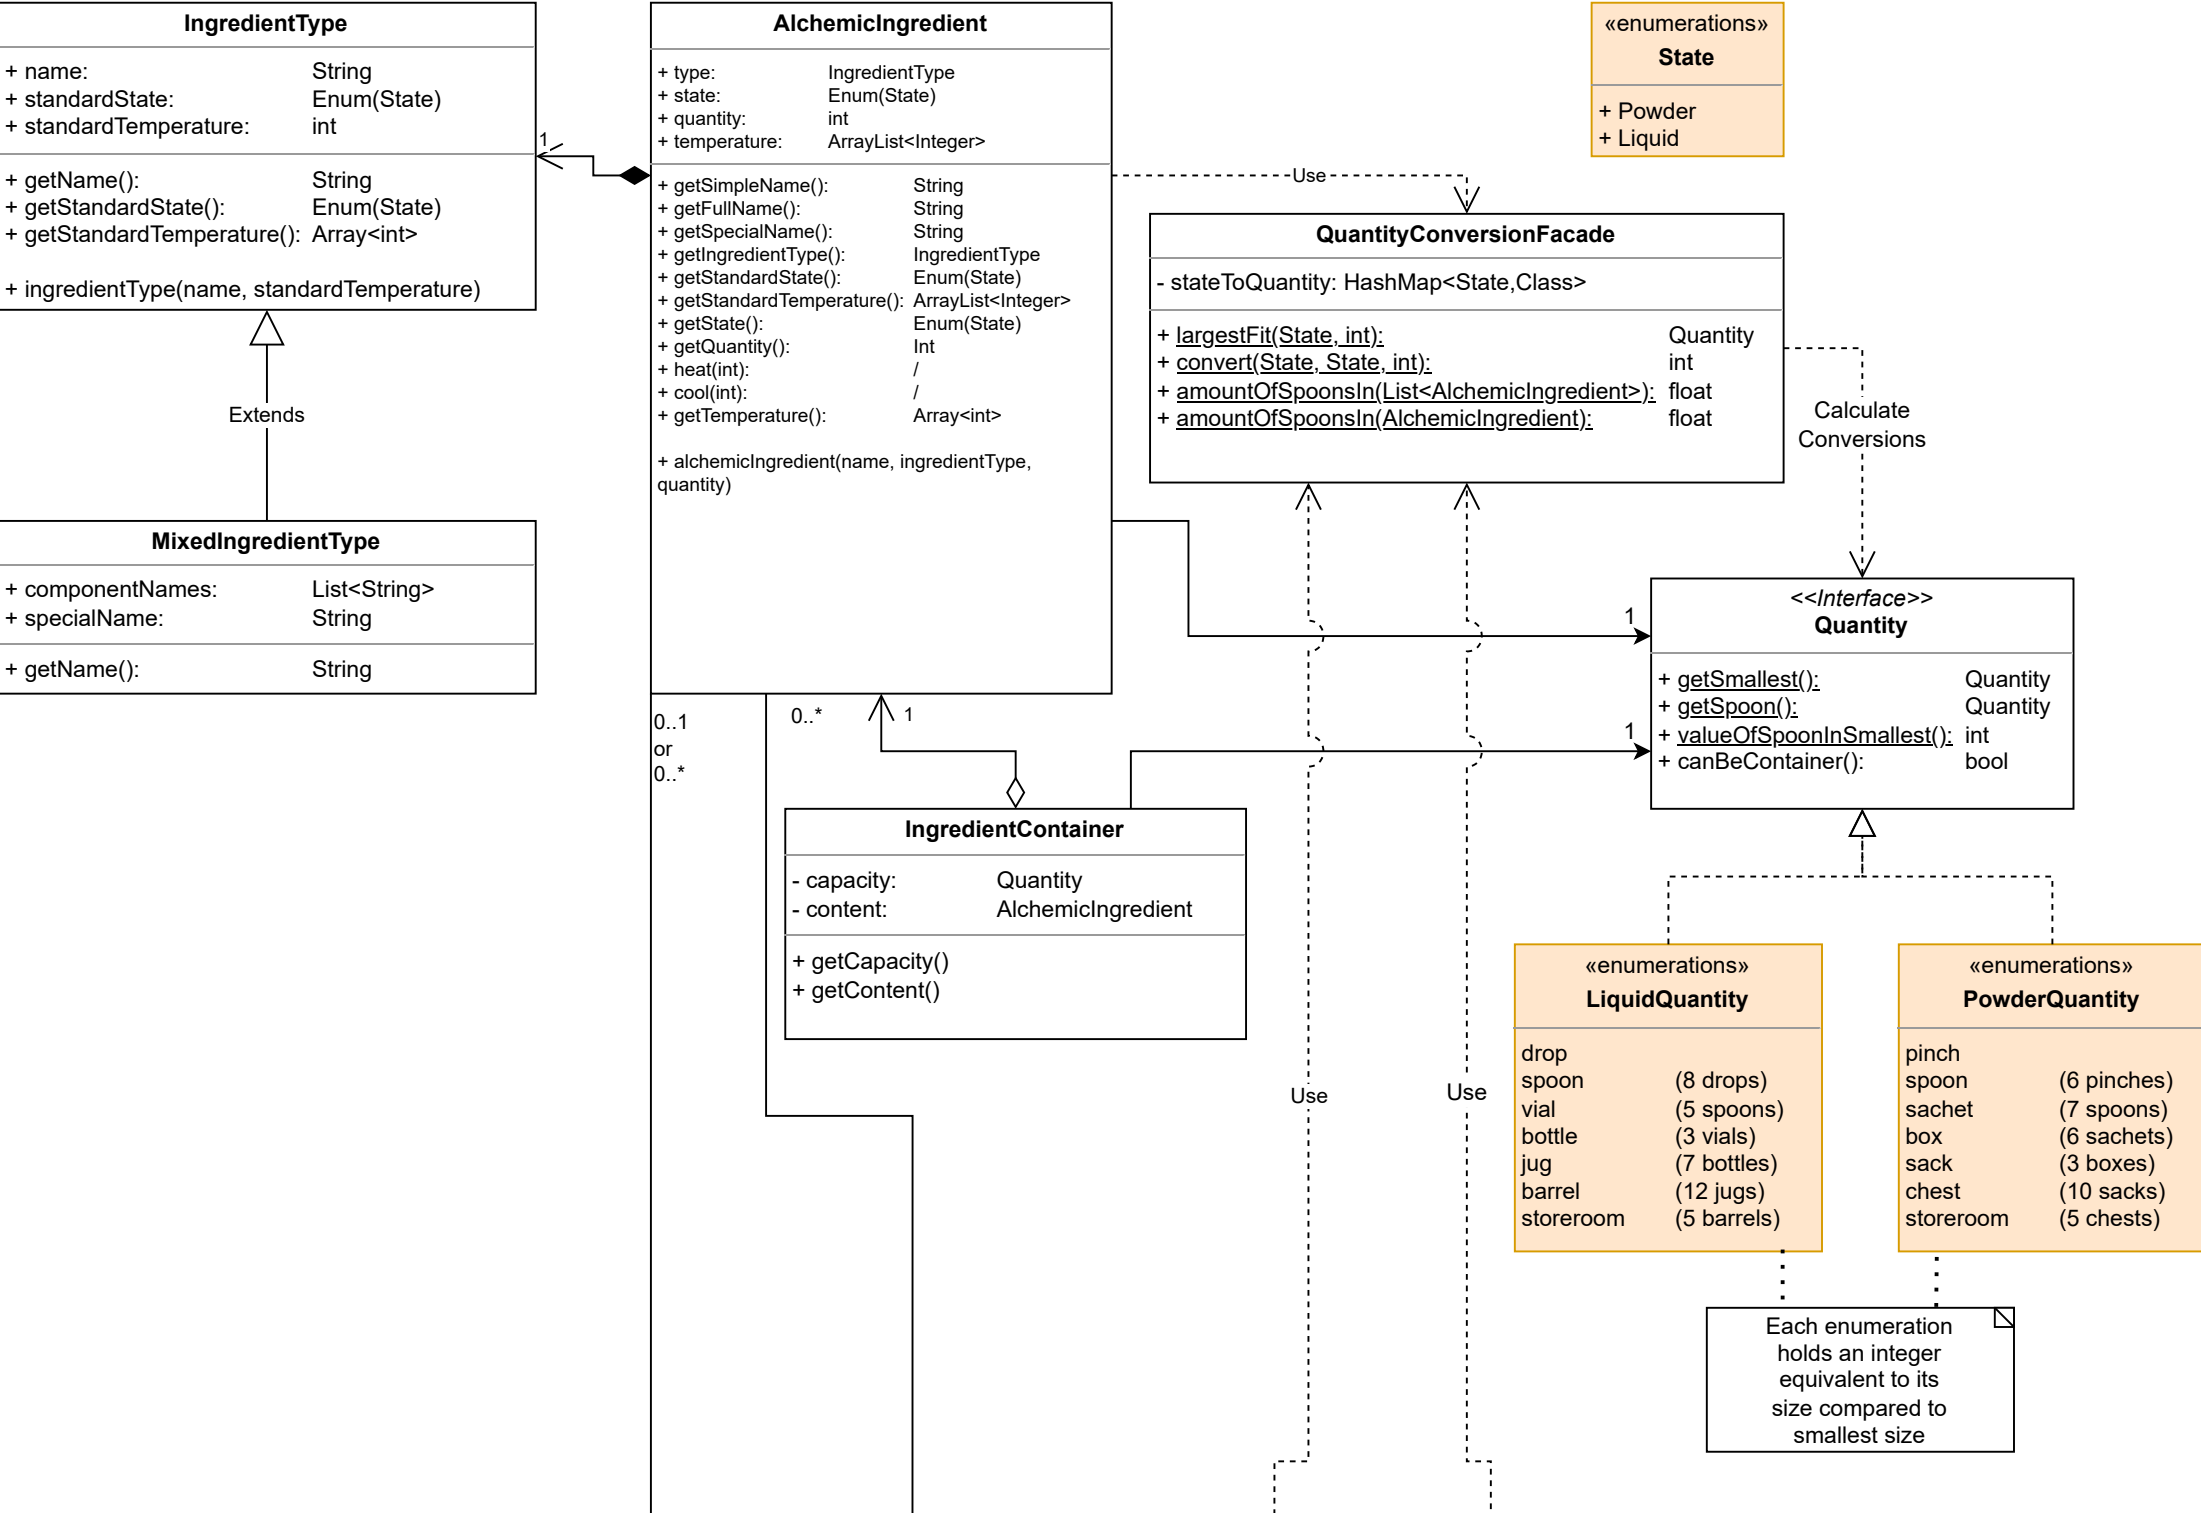 IngredientType
+ name: String
+ standardState: Enum(State)
+ standardTemperature: int
+ getName(): String
+ getStandardState(): Enum(State)
+ getStandardTemperature(): Array<int>
+ ingredientType(name, standardTemperature)
Extends
MixedIngredientType
+ componentNames: List<String>
+ specialName: String
+ getName(): String
1
AlchemicIngredient
+ type: IngredientType
+ state: Enum(State)
+ quantity: int
+ temperature: ArrayList<Integer>
+ getSimpleName(): String
+ getFullName(): String
+ getSpecialName(): String
+ getIngredientType(): IngredientType
+ getStandardState(): Enum(State)
+ getStandardTemperature(): ArrayList<Integer>
+ getState(): Enum(State)
+ getQuantity(): Int
+ heat(int): /
+ cool(int): /
+ getTemperature(): Array<int>
+ alchemicIngredient(name, ingredientType,
quantity)
0..1
or
0..*
0..*
1
IngredientContainer
- capacity: Quantity
- content: AlchemicIngredient
+ getCapacity()
+ getContent()
«enumerations»
State
+ Powder
+ Liquid
Use
QuantityConversionFacade
- stateToQuantity: HashMap<State,Class>
+ largestFit(State, int): Quantity
+ convert(State, State, int): int
+ amountOfSpoonsIn(List<AlchemicIngredient>): float
+ amountOfSpoonsIn(AlchemicIngredient): float
Calculate
Conversions
1
1
<<Interface>>
Quantity
+ getSmallest(): Quantity
+ getSpoon(): Quantity
+ valueOfSpoonInSmallest(): int
+ canBeContainer(): bool
Use
Use
«enumerations»
LiquidQuantity
drop
spoon (8 drops)
vial (5 spoons)
bottle (3 vials)
jug (7 bottles)
barrel (12 jugs)
storeroom (5 barrels)
«enumerations»
PowderQuantity
pinch
spoon (6 pinches)
sachet (7 spoons)
box (6 sachets)
sack (3 boxes)
chest (10 sacks)
storeroom (5 chests)
Each enumeration
holds an integer
equivalent to its
size compared to
smallest size